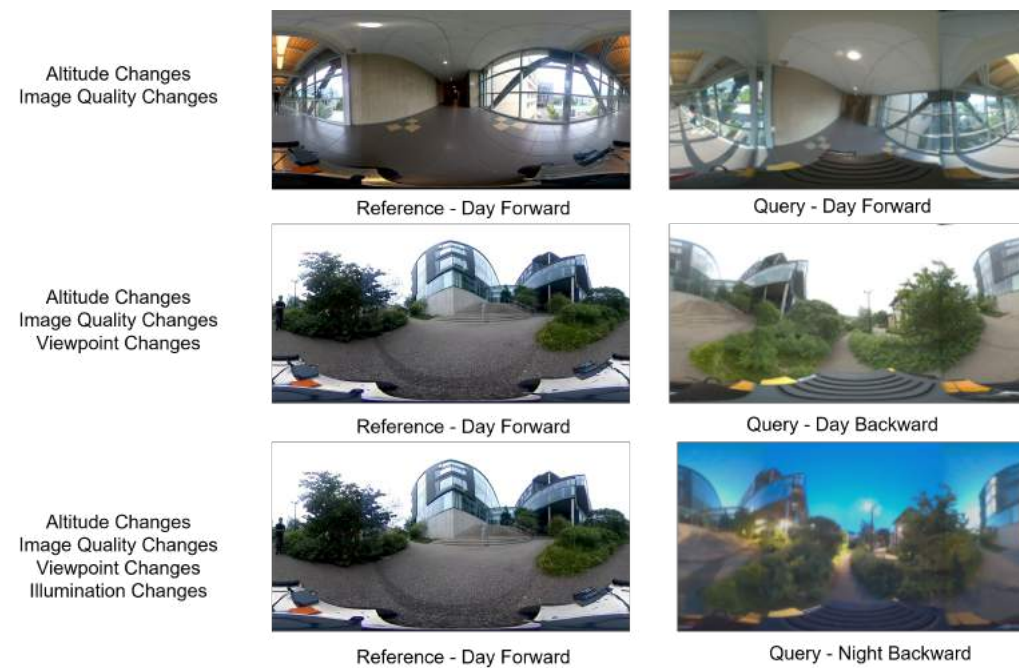 Altitude Changes
Image Quality Changes
Reference - Day Forward
Query - Day Forward
Altitude Changes
Image Quality Changes
Viewpoint Changes
Reference - Day Forward
Query - Day Backward
Altitude Changes
Image Quality Changes
Viewpoint Changes
Illumination Changes
Reference - Day Forward
Query - Night Backward